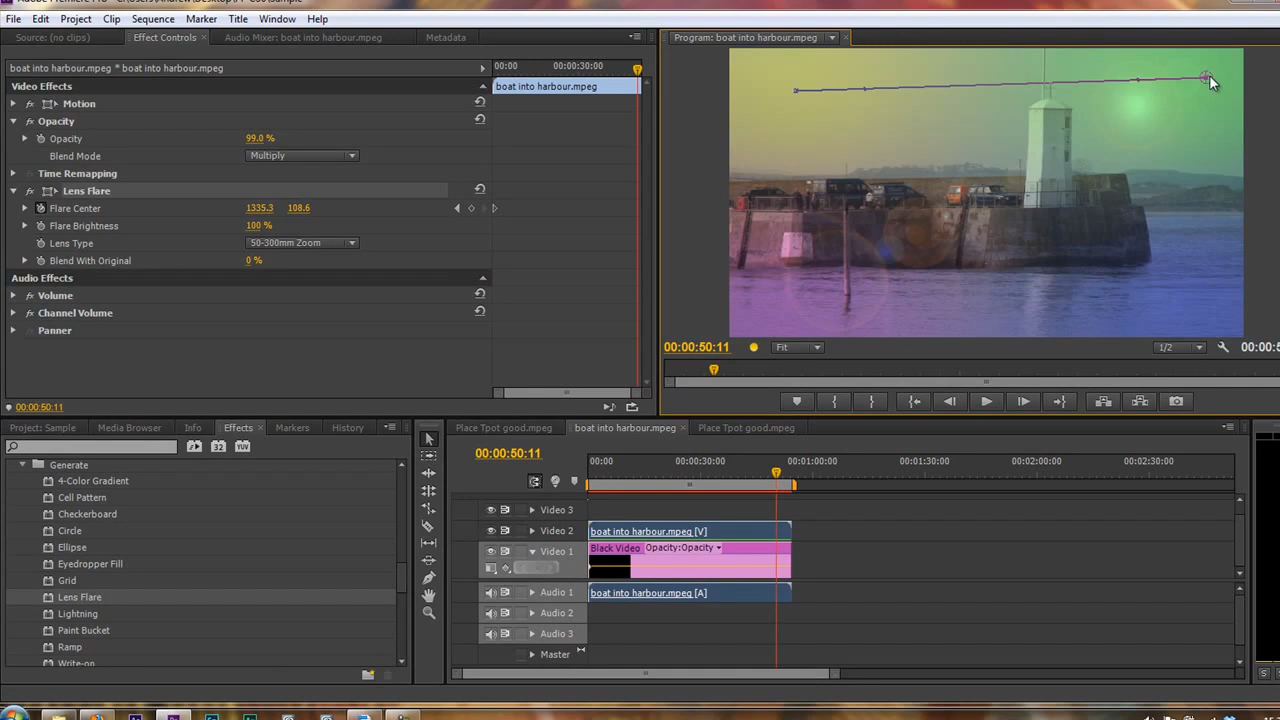 File Edit Project Clip Sequence Marker Title Window Help
Source: (no clips) Effect Controls Audio Mixer: boat into harbour.mpeg Metadata
Program: boat into harbour.mpeg
boat into harbour.mpeg * boat into harbour.mpeg
00:00 00:00:30:00
Video Effects
boat into harbour.mpeg
fx Motion
fx Opacity
Opacity 99.0 %
Blend Mode Multiply
Time Remapping
fx Lens Flare
Flare Center 1335.3 108.6
Flare Brightness 100 %
Lens Type 50-300mm Zoom
Blend With Original 0 %
Audio Effects
fx Volume
fx Channel Volume
Panner
00:00:50:11
00:00:50:11 Fit 1/2
Project: Sample Media Browser Info Effects Markers History
32 YUV
Generate
4-Color Gradient
Cell Pattern
Checkerboard
Circle
Ellipse
Eyedropper Fill
Grid
Lens Flare
Lightning
Paint Bucket
Ramp
Write-on
Place Tpot good.mpeg boat into harbour.mpeg Place Tpot good.mpeg
00:00:50:11
00:00 00:00:30:00 00:01:00:00 00:01:30:00 00:02:00:00 00:02:30:00
Video 3
Video 2 boat into harbour.mpeg [V]
Video 1 Black Video Opacity:Opacity
Audio 1 boat into harbour.mpeg [A]
Audio 2
Audio 3
Master